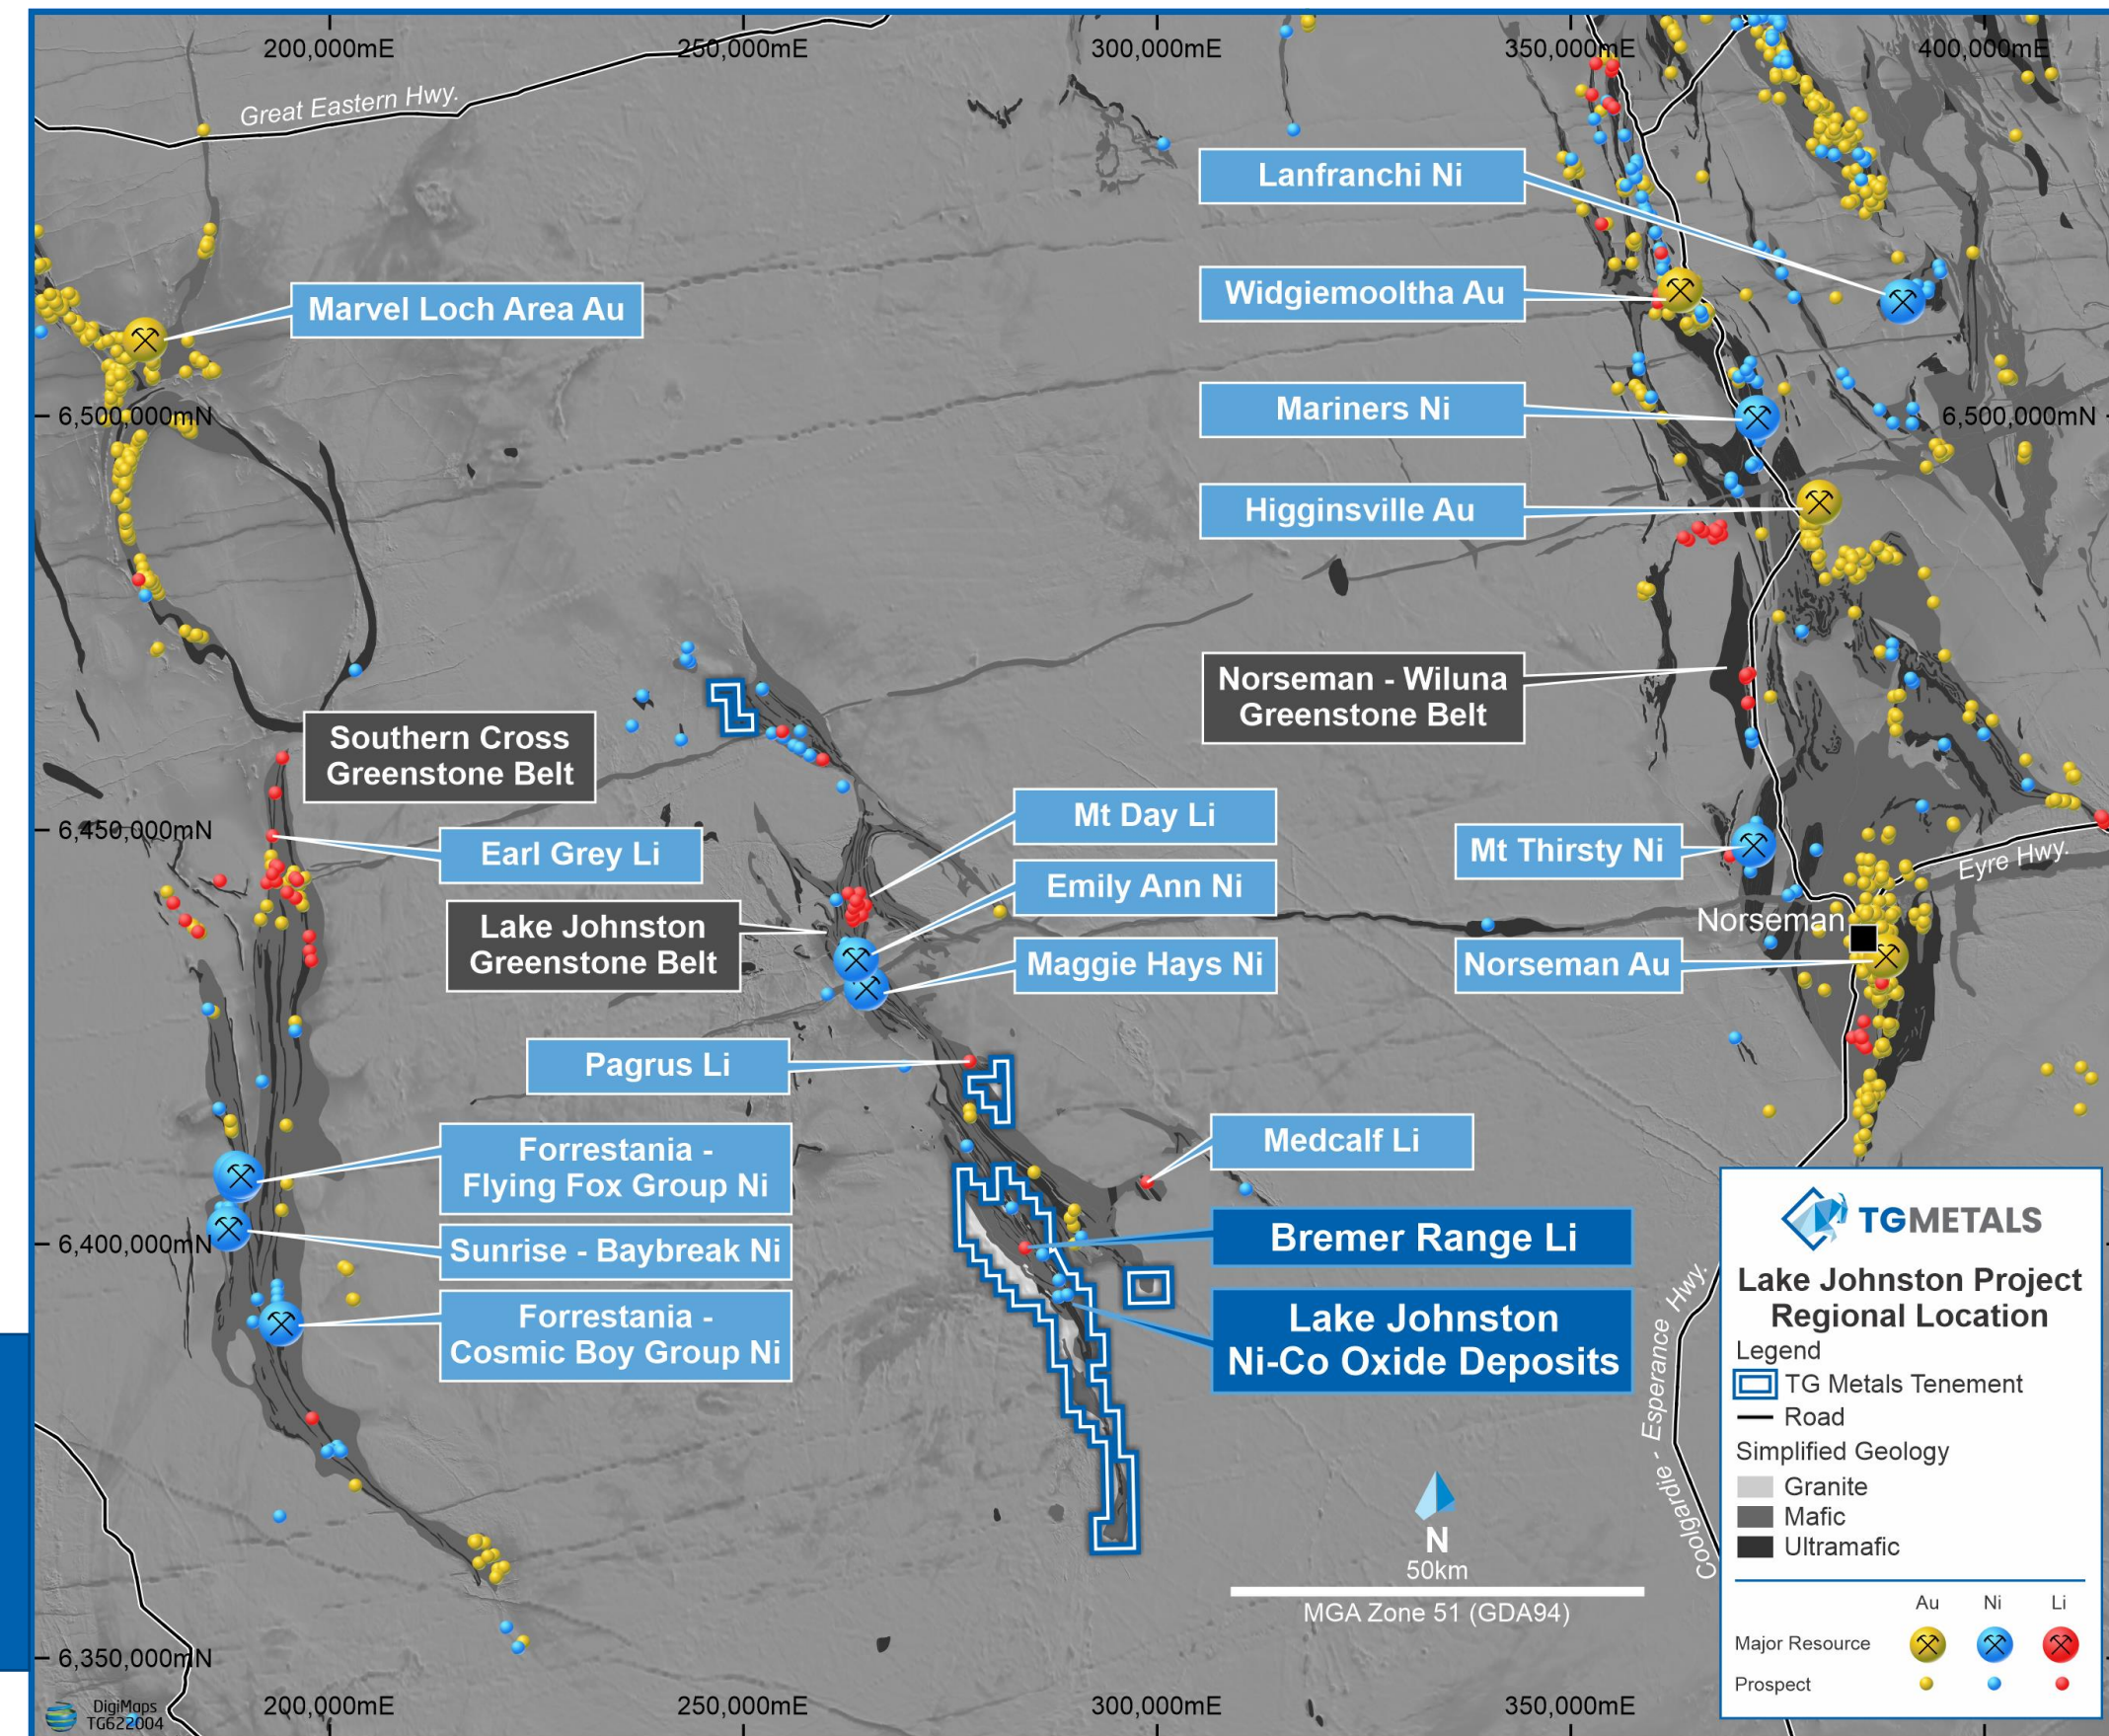 200,000mE
250,000mE
300,000mE
350,000mE
400,000mE
Great Eastern Hwy.
Lanfranchi Ni
Widgiemooltha Au
Marvel Loch Area Au
Mariners Ni
6,500,000mN
6,500,000mN
Higginsville Au
Norseman - Wiluna
Greenstone Belt
Southern Cross
Greenstone Belt
Mt Day Li
6,450,000mN
Earl Grey Li
Mt Thirsty Ni
Eyre Hwy.
Emily Ann Ni
Lake Johnston
Greenstone Belt
Norseman
Maggie Hays Ni
Norseman Au
Pagrus Li
Medcalf Li
Forrestania -
Flying Fox Group Ni
Bremer Range Li
6,400,000mN
Sunrise - Baybreak Ni
Forrestania -
Cosmic Boy Group Ni
Lake Johnston
Ni-Co Oxide Deposits
Coolgardie - Esperance Hwy.
TGMETALS
Lake Johnston Project
Regional Location
Legend
TG Metals Tenement
Road
Simplified Geology
Granite
Mafic
Ultramafic
Au Ni Li
Major Resource
Prospect
N
50km
MGA Zone 51 (GDA94)
6,350,000mN
DigiMaps
TG622004
200,000mE
250,000mE
300,000mE
350,000mE